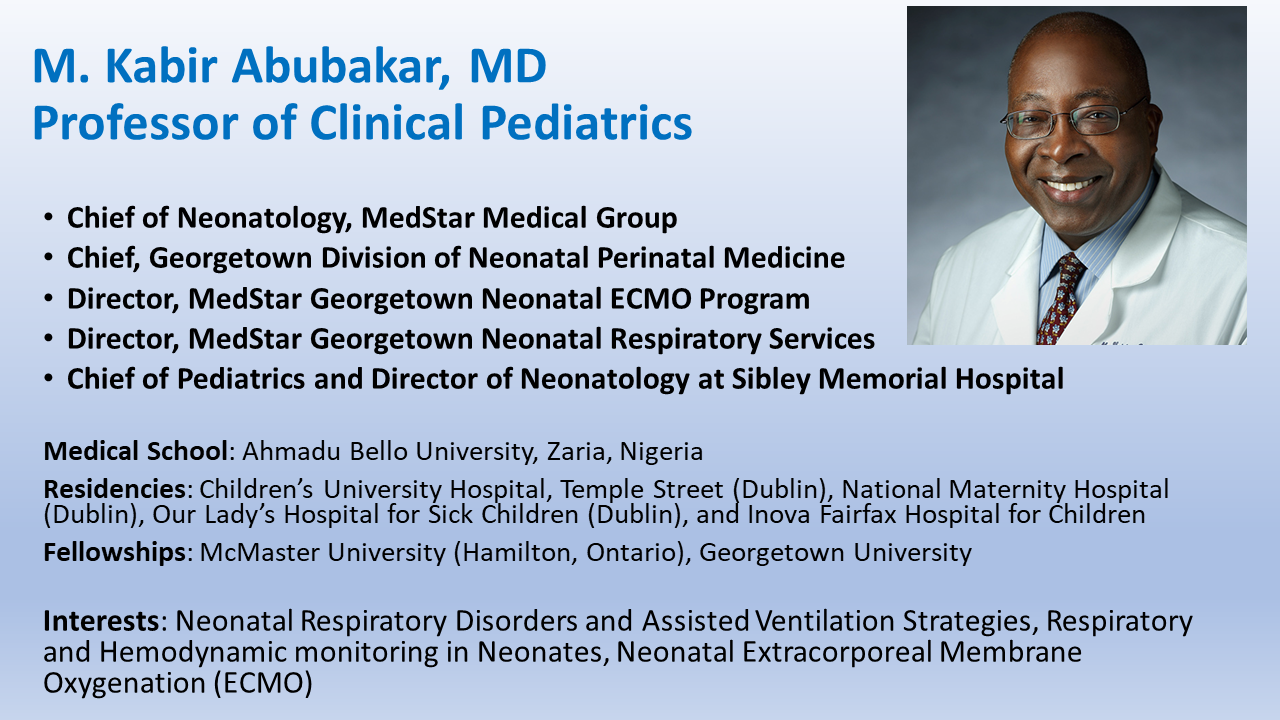 M. Kabir Abubakar, MD
Professor of Clinical Pediatrics
• Chief of Neonatology, MedStar Medical Group
• Chief, Georgetown Division of Neonatal Perinatal Medicine
• Director, MedStar Georgetown Neonatal ECMO Program
• Director, MedStar Georgetown Neonatal Respiratory Services
• Chief of Pediatrics and Director of Neonatology at Sibley Memorial Hospital
Medical School: Ahmadu Bello University, Zaria, Nigeria
Residencies: Children’s University Hospital, Temple Street (Dublin), National Maternity Hospital
(Dublin), Our Lady’s Hospital for Sick Children (Dublin), and Inova Fairfax Hospital for Children
Fellowships: McMaster University (Hamilton, Ontario), Georgetown University
Interests: Neonatal Respiratory Disorders and Assisted Ventilation Strategies, Respiratory
and Hemodynamic monitoring in Neonates, Neonatal Extracorporeal Membrane
Oxygenation (ECMO)